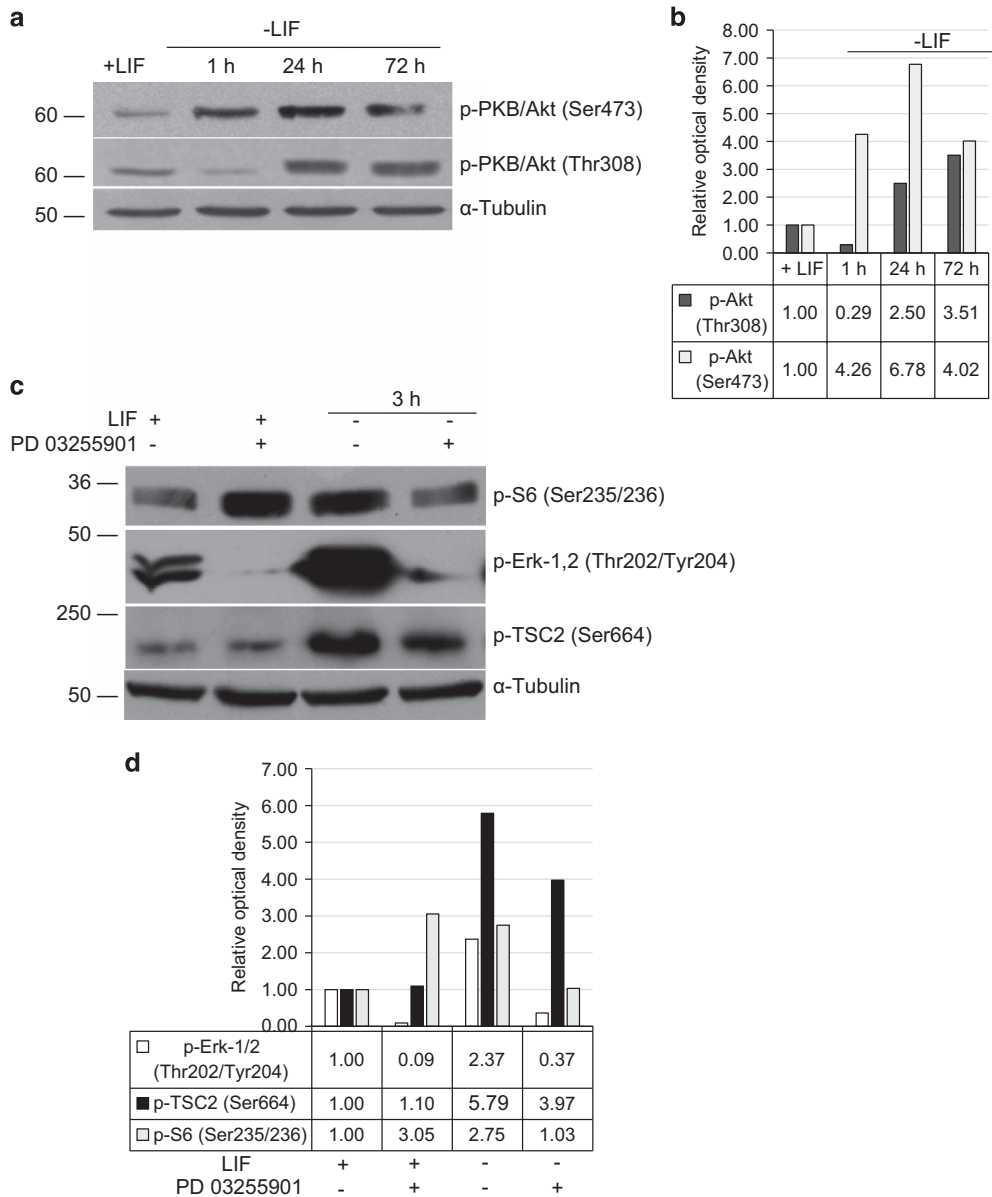 a
-LIF
+LIF 1 h 24 h 72 h
60 — p-PKB/Akt (Ser473)
60 — p-PKB/Akt (Thr308)
50 — α-Tubulin
b
8.00
-LIF
7.00
6.00
5.00
4.00
3.00
2.00
1.00
0.00
Relative optical density
+ LIF 1 h 24 h 72 h
p-Akt (Thr308) 1.00 0.29 2.50 3.51
p-Akt (Ser473) 1.00 4.26 6.78 4.02
c
3 h
LIF + + - -
PD 03255901 - + - +
36 — p-S6 (Ser235/236)
50 — p-Erk-1,2 (Thr202/Tyr204)
250 — p-TSC2 (Ser664)
50 — α-Tubulin
d
7.00
6.00
5.00
4.00
3.00
2.00
1.00
0.00
Relative optical density
p-Erk-1/2 (Thr202/Tyr204) 1.00 0.09 2.37 0.37
p-TSC2 (Ser664) 1.00 1.10 5.79 3.97
p-S6 (Ser235/236) 1.00 3.05 2.75 1.03
LIF + + - -
PD 03255901 - + - +